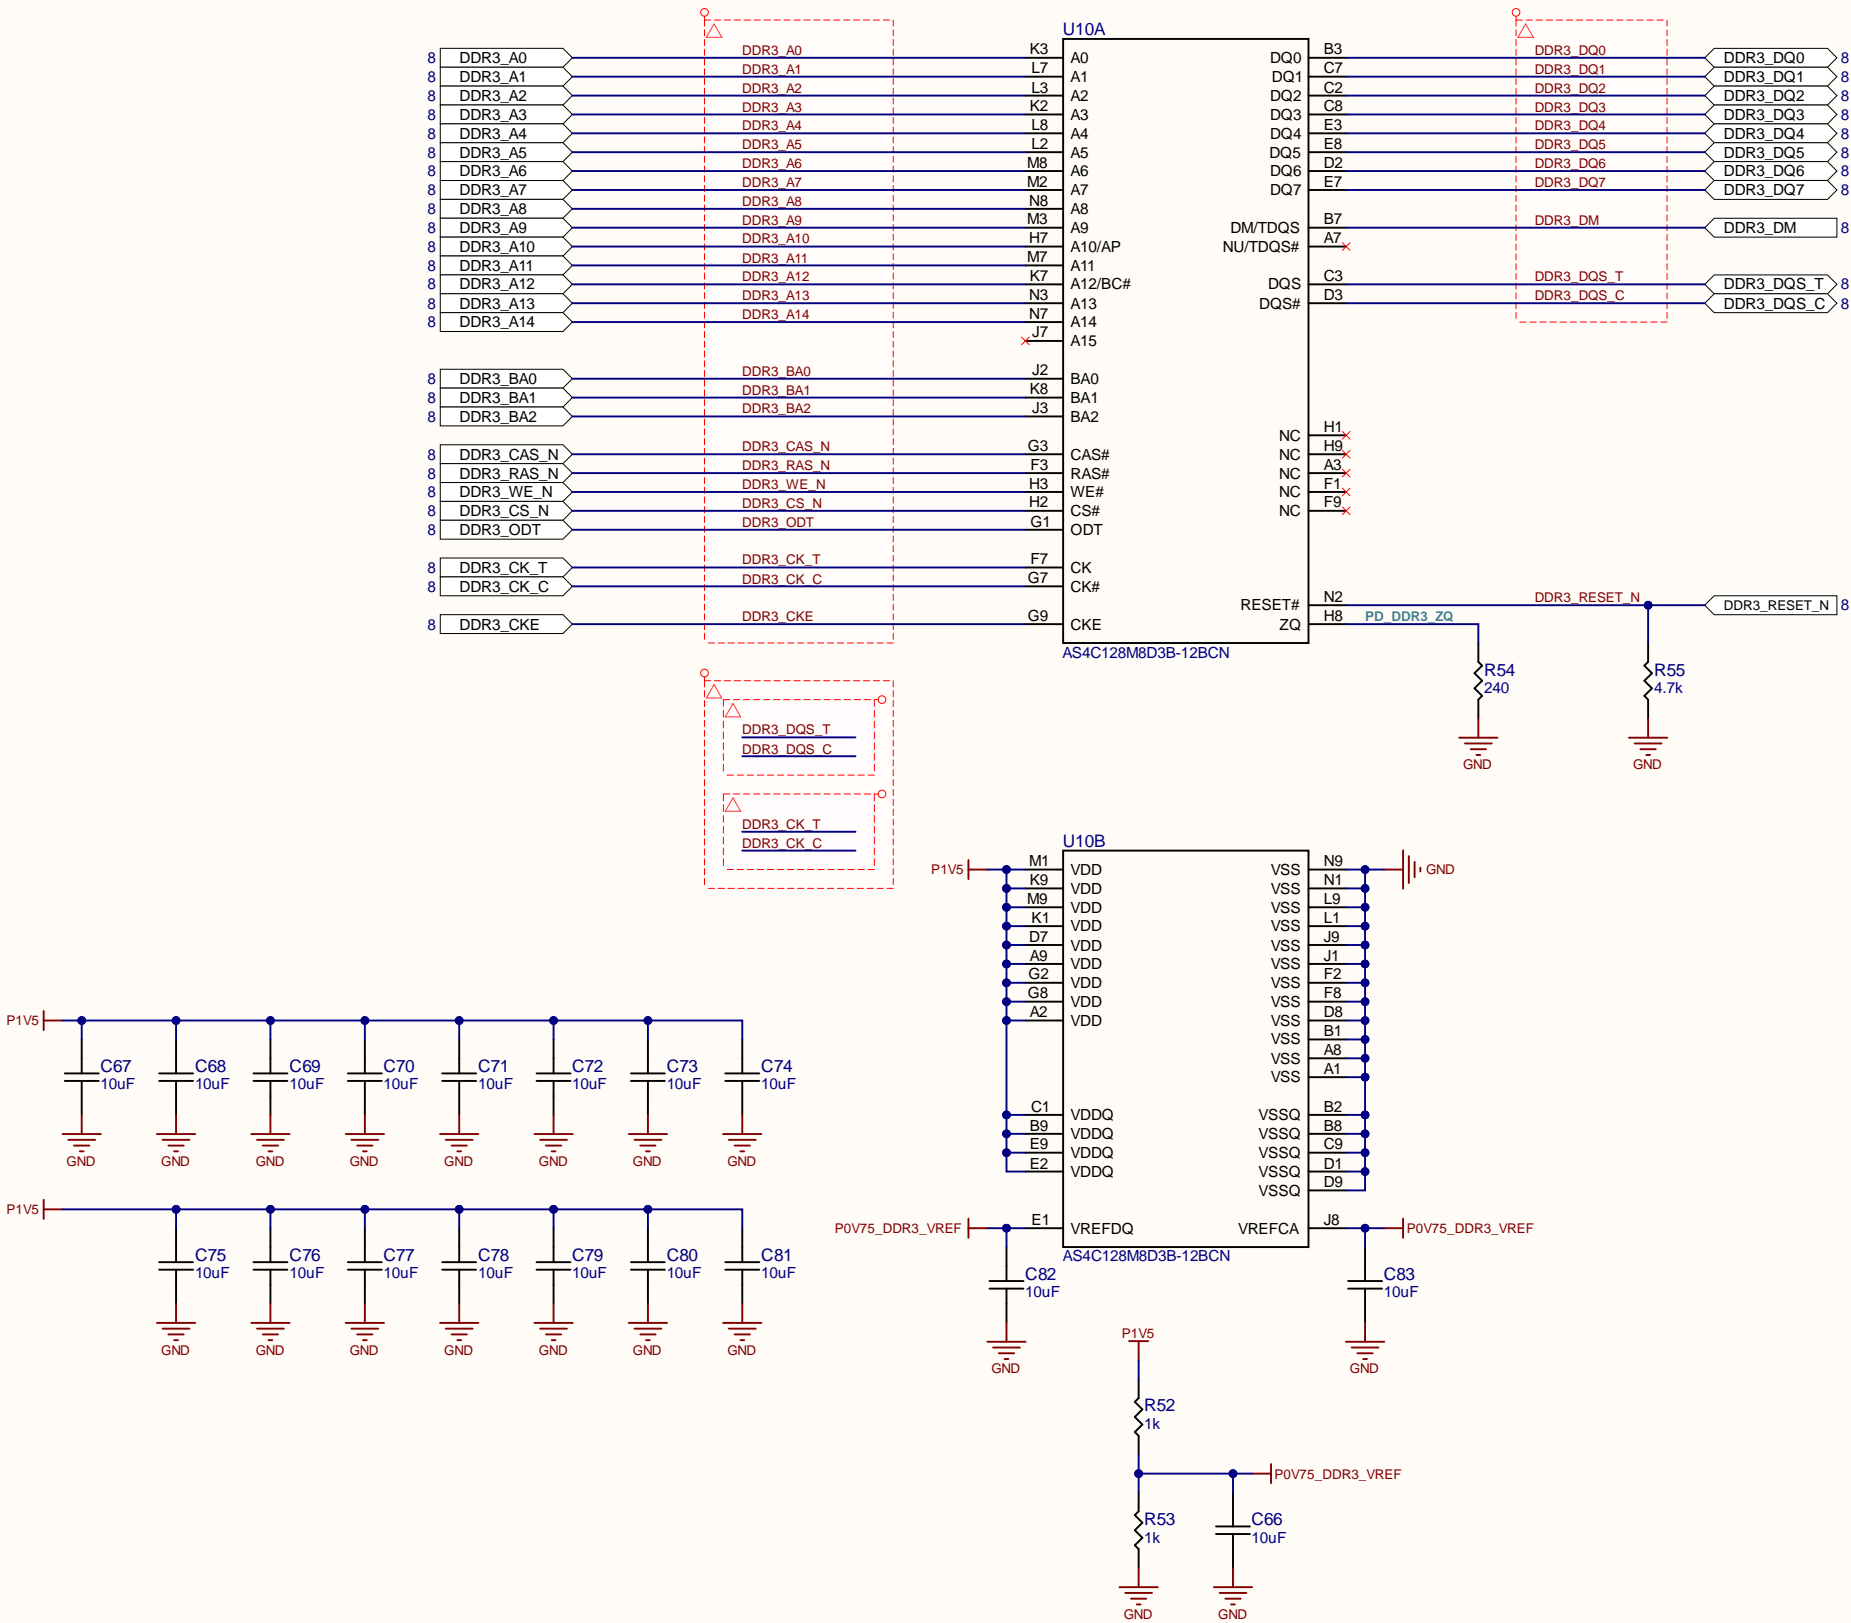 U10A
8 DDR3_A0 DDR3_A0 K3 A0 DQ0 B3 DDR3_DQ0 DDR3_DQ0 8
8 DDR3_A1 DDR3_A1 L7 A1 DQ1 C7 DDR3_DQ1 DDR3_DQ1 8
8 DDR3_A2 DDR3_A2 L3 A2 DQ2 C2 DDR3_DQ2 DDR3_DQ2 8
8 DDR3_A3 DDR3_A3 K2 A3 DQ3 C8 DDR3_DQ3 DDR3_DQ3 8
8 DDR3_A4 DDR3_A4 L8 A4 DQ4 E3 DDR3_DQ4 DDR3_DQ4 8
8 DDR3_A5 DDR3_A5 L2 A5 DQ5 E8 DDR3_DQ5 DDR3_DQ5 8
8 DDR3_A6 DDR3_A6 M8 A6 DQ6 D2 DDR3_DQ6 DDR3_DQ6 8
8 DDR3_A7 DDR3_A7 M2 A7 DQ7 E7 DDR3_DQ7 DDR3_DQ7 8
8 DDR3_A8 DDR3_A8 N8 A8
8 DDR3_A9 DDR3_A9 M3 A9 DM/TDQS B7 DDR3_DM DDR3_DM 8
8 DDR3_A10 DDR3_A10 H7 A10/AP NU/TDQS# A7
8 DDR3_A11 DDR3_A11 M7 A11
8 DDR3_A12 DDR3_A12 K7 A12/BC# DQS C3 DDR3_DQS_T DDR3_DQS_T 8
8 DDR3_A13 DDR3_A13 N3 A13 DQS# D3 DDR3_DQS_C DDR3_DQS_C 8
8 DDR3_A14 DDR3_A14 N7 A14
J7 A15
8 DDR3_BA0 DDR3_BA0 J2 BA0
8 DDR3_BA1 DDR3_BA1 K8 BA1
8 DDR3_BA2 DDR3_BA2 J3 BA2
NC H1
8 DDR3_CAS_N DDR3_CAS_N G3 CAS# NC H9
8 DDR3_RAS_N DDR3_RAS_N F3 RAS# NC A3
8 DDR3_WE_N DDR3_WE_N H3 WE# NC F1
8 DDR3_CS_N DDR3_CS_N H2 CS# NC F9
8 DDR3_ODT DDR3_ODT G1 ODT
8 DDR3_CK_T DDR3_CK_T F7 CK
8 DDR3_CK_C DDR3_CK_C G7 CK#
RESET# N2 DDR3_RESET_N DDR3_RESET_N 8
8 DDR3_CKE DDR3_CKE G9 CKE ZQ H8 PD_DDR3_ZQ
AS4C128M8D3B-12BCN
R54 R55
240 4.7k
GND GND
DDR3_DQS_T
DDR3_DQS_C
DDR3_CK_T
DDR3_CK_C
U10B
P1V5 M1 VDD VSS N9 GND
K9 VDD VSS N1
M9 VDD VSS L9
K1 VDD VSS L1
D7 VDD VSS J9
A9 VDD VSS J1
G2 VDD VSS F2
G8 VDD VSS F8
A2 VDD VSS D8
VSS B1
VSS A8
VSS A1
C1 VDDQ VSSQ B2
B9 VDDQ VSSQ B8
E9 VDDQ VSSQ C9
E2 VDDQ VSSQ D1
VSSQ D9
P0V75_DDR3_VREF E1 VREFDQ VREFCA J8 P0V75_DDR3_VREF
AS4C128M8D3B-12BCN
C82 C83
10uF 10uF
GND GND
P1V5
C67 C68 C69 C70 C71 C72 C73 C74
10uF 10uF 10uF 10uF 10uF 10uF 10uF 10uF
GND GND GND GND GND GND GND GND
P1V5
C75 C76 C77 C78 C79 C80 C81
10uF 10uF 10uF 10uF 10uF 10uF 10uF
GND GND GND GND GND GND GND
P1V5
R52
1k
P0V75_DDR3_VREF
R53 C66
1k 10uF
GND GND